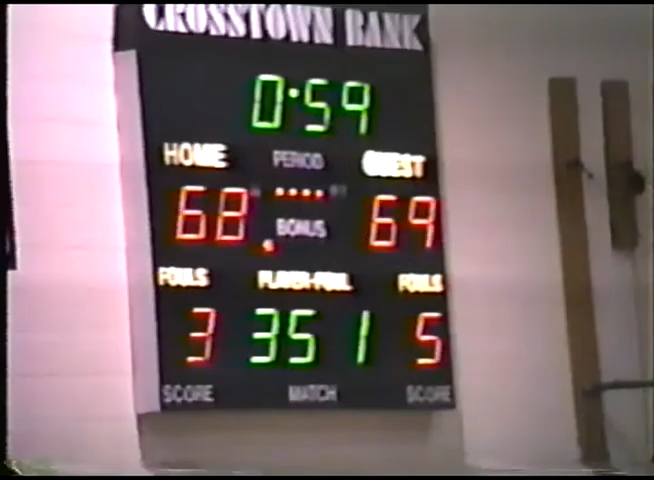 CROSSTOWN BANK
0:59
HOME PERIOD GUEST
68 69
BONUS
FOULS PLAYER-FOUL FOULS
3 35 1 5
SCORE MATCH SCORE